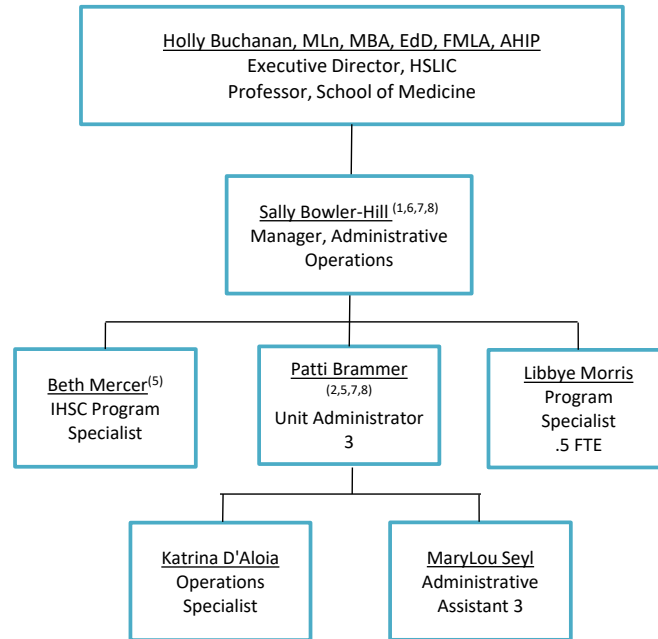 Holly Buchanan, MLn, MBA, EdD, FMLA, AHIP
Executive Director, HSLIC
Professor, School of Medicine
Sally Bowler-Hill (1,6,7,8)
Manager, Administrative
Operations
Beth Mercer(5)
IHSC Program
Specialist
Patti Brammer
(2,5,7,8)
Unit Administrator
3
Libbye Morris
Program
Specialist
.5 FTE
Katrina D'Aloia
Operations
Specialist
MaryLou Seyl
Administrative
Assistant 3